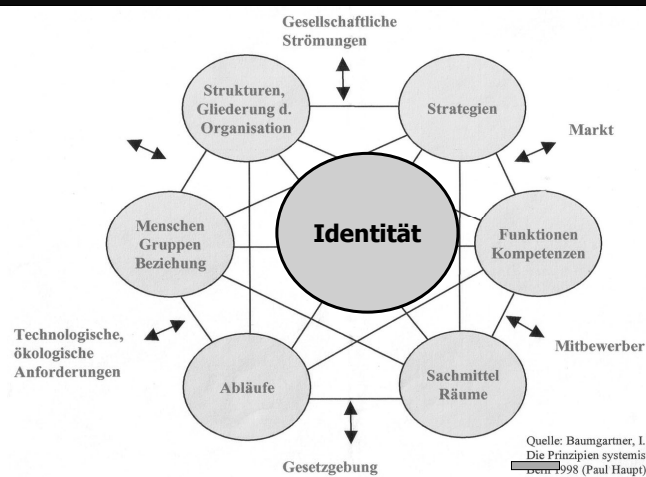 Gesellschaftliche
Strömungen
Strukturen,
Gliederung d.
Organisation
Strategien
Markt
Menschen
Gruppen
Beziehung
Identität
Funktionen
Kompetenzen
Technologische,
ökologische
Anforderungen
Mitbewerber
Abläufe
Sachmittel
Räume
Gesetzgebung
Quelle: Baumgartner, I.
Die Prinzipien systemis
1998 (Paul Haupt)